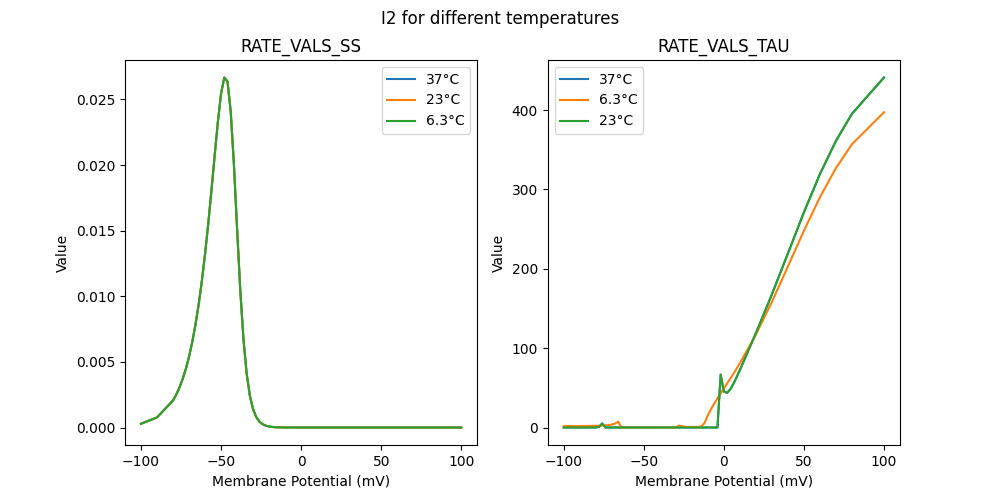 I2 for different temperatures
RATE_VALS_SS
RATE_VALS_TAU
Value
0.025
0.020
0.015
0.010
0.005
0.000
−100
−50
0
50
100
Membrane Potential (mV)
37°C
23°C
6.3°C
Value
400
300
200
100
0
−100
−50
0
50
100
Membrane Potential (mV)
37°C
6.3°C
23°C